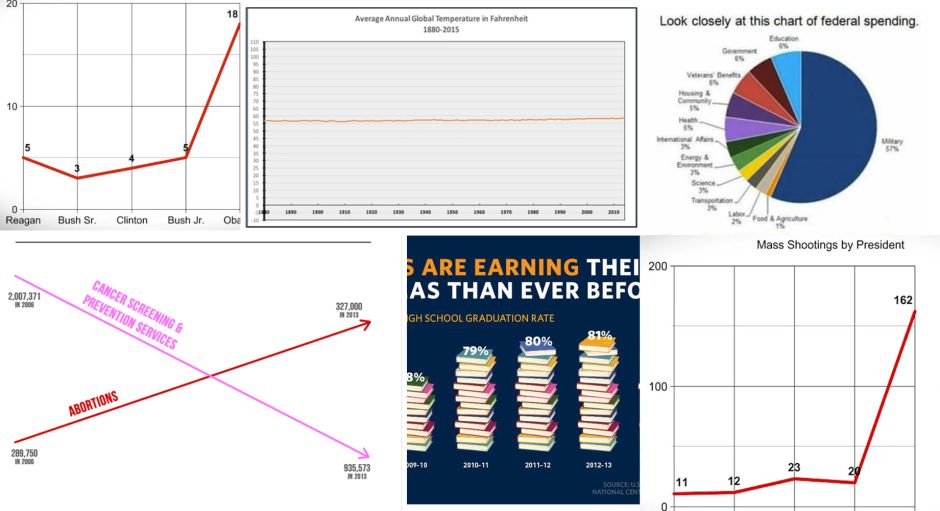 20
18
10
5
3
4
5
0
Reagan Bush Sr. Clinton Bush Jr. Oba
Average Annual Global Temperature in Fahrenheit
1880-2015
110
105
100
95
90
85
80
75
70
65
60
55
50
45
40
35
30
25
20
15
10
5
0
-5
-10
1880 1890 1900 1910 1920 1930 1940 1950 1960 1970 1980 1990 2000 2010
Look closely at this chart of federal spending.
Education
6%
Government
6%
Veterans' Benefits
6%
Housing &
Community
5%
Health
5%
International Affairs
3%
Energy &
Environment
3%
Science
3%
Transportation
3%
Labor
2%
Food & Agriculture
1%
Military
57%
2,007,371
IN 2006
CANCER SCREENING &
PREVENTION SERVICES
327,000
IN 2013
ABORTIONS
289,750
IN 2006
935,573
IN 2013
S ARE EARNING THEI
AS THAN EVER BEFO
IGH SCHOOL GRADUATION RATE
8%
79%
80%
81%
009-10 2010-11 2011-12 2012-13
SOURCE: U.S
NATIONAL CENT
Mass Shootings by President
200
162
100
11
12
23
20
0